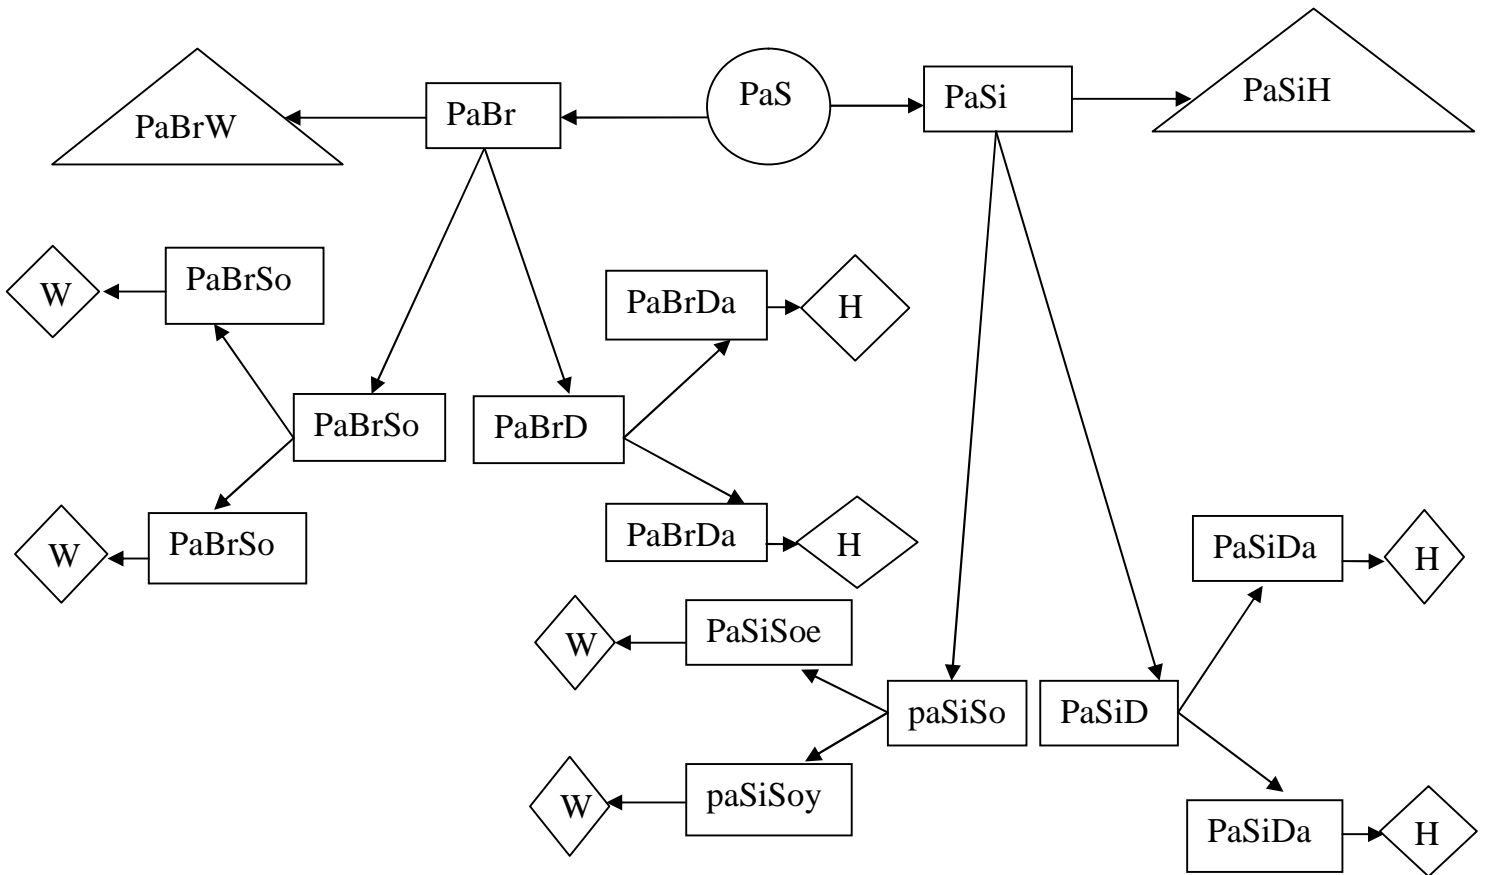 PaS
PaSi
PaSiH
PaBr
PaBrW
PaBrSo
W
PaBrDa
H
PaBrSo
PaBrD
PaBrSo
W
PaBrDa
H
PaSiDa
H
PaSiSoe
W
paSiSo
PaSiD
paSiSoy
W
PaSiDa
H